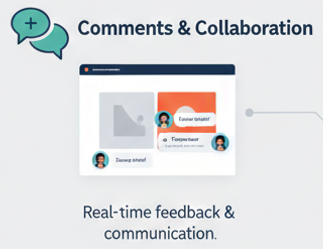 Comments & Collaboration
Real-time feedback &
communication.